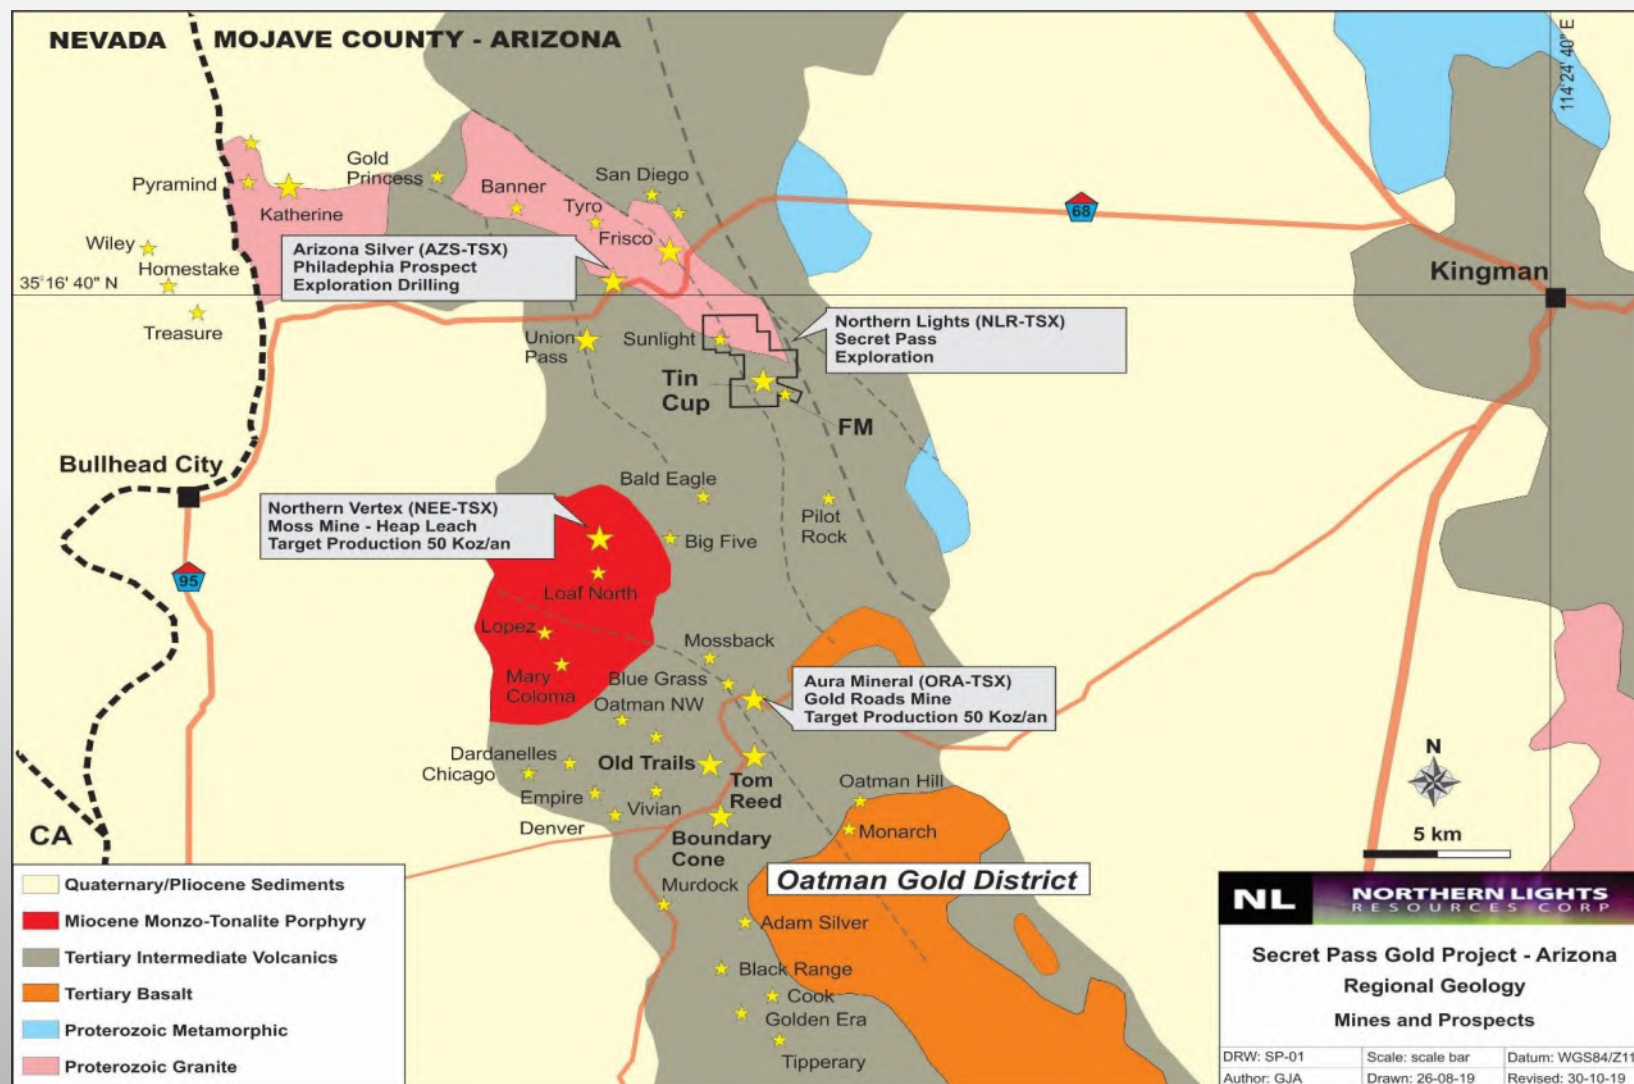 NEVADA
MOJAVE COUNTY - ARIZONA
114°24' 40" E
Pyramind
Katherine
Gold
Princess
Banner
Tyro
San Diego
Frisco
68
Wiley
Homestake
Treasure
35°16' 40" N
Kingman
Arizona Silver (AZS-TSX)
Philadephia Prospect
Exploration Drilling
Union
Pass
Sunlight
Northern Lights (NLR-TSX)
Secret Pass
Exploration
Tin
Cup
FM
Bullhead City
95
Bald Eagle
Pilot
Rock
Northern Vertex (NEE-TSX)
Moss Mine - Heap Leach
Target Production 50 Koz/an
Big Five
Loaf North
Lopez
Mary
Coloma
Mossback
Blue Grass
Aura Mineral (ORA-TSX)
Gold Roads Mine
Target Production 50 Koz/an
Oatman NW
Dardanelles
Chicago
Old Trails
Tom
Reed
Empire
Vivian
Denver
Boundary
Cone
Oatman Hill
Monarch
N
5 km
CA
Murdock
Oatman Gold District
Adam Silver
Black Range
Cook
Golden Era
Tipperary
Quaternary/Pliocene Sediments
Miocene Monzo-Tonalite Porphyry
Tertiary Intermediate Volcanics
Tertiary Basalt
Proterozoic Metamorphic
Proterozoic Granite
NL
NORTHERN LIGHTS
RESOURCES CORP
Secret Pass Gold Project - Arizona
Regional Geology
Mines and Prospects
DRW: SP-01
Scale: scale bar
Datum: WGS84/Z11
Author: GJA
Drawn: 26-08-19
Revised: 30-10-19